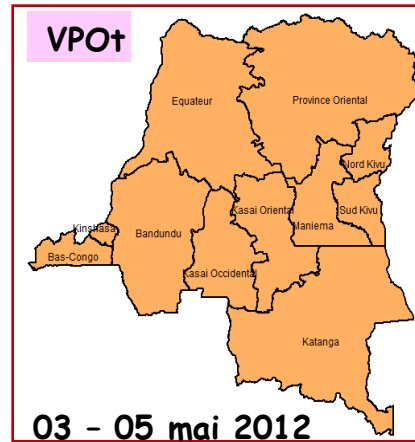 VPOt
Equateur
Province Oriental
Nord Kivu
Kinshasa
Bandundu
Kasai Oriental
Maniema
Sud Kivu
Bas-Congo
Kasai Occidental
Katanga
03 - 05 mai 2012